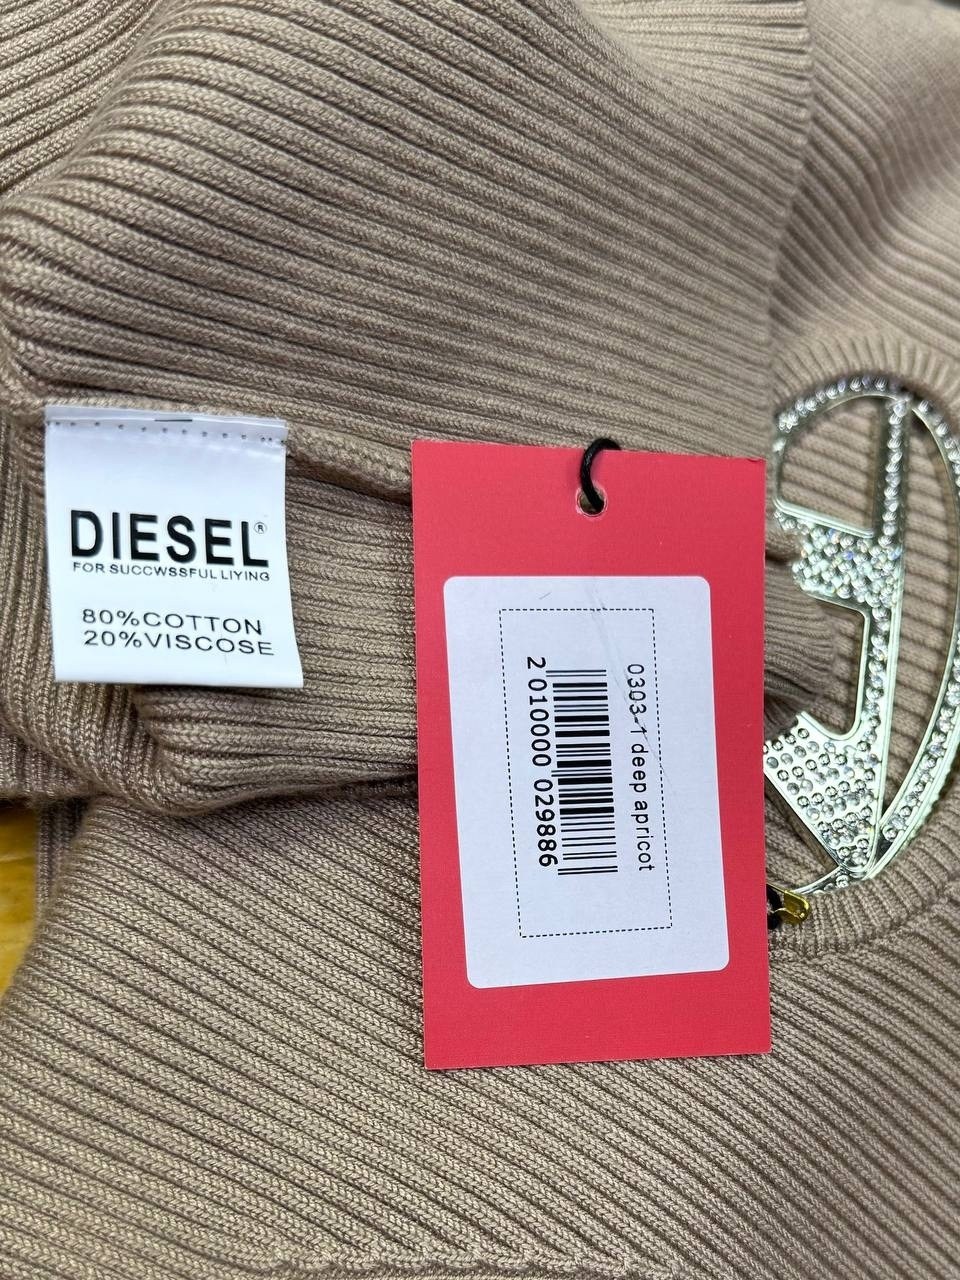 DIESEL®
FOR SUCCWSSFUL LIYING
80%COTTON
20%VISCOSE
0303-1 deep apricot
2 010000 029886